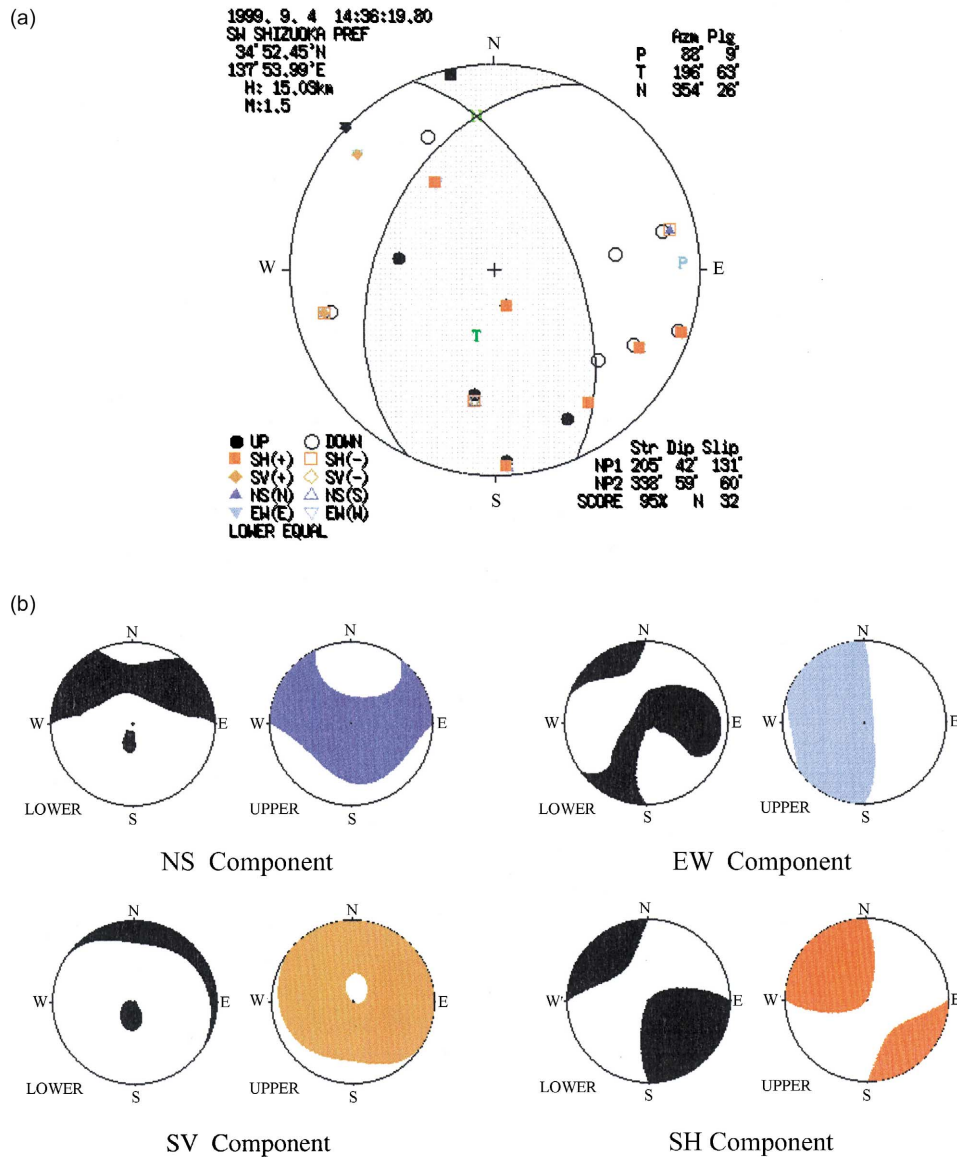 (a)
1999. 9. 4 14:36:19.80
SW SHIZUOKA PREF
34°52.45'N
137°53.99'E
H: 15.03km
M:1.5
Azm Plg
P 88° 9°
T 196° 63°
N 354° 26°
N
N
W
E
P
T
S
UP DOWN
SH(+) SH(-)
SV(+) SV(-)
NS(N) NS(S)
EW(E) EW(W)
LOWER EQUAL
Str Dip Slip
NP1 205° 42° 131°
NP2 338° 59° 60°
SCORE 95% N 32
(b)
N N N N
W E W E W E W E
LOWER S UPPER S LOWER S UPPER S
NS Component EW Component
N N N N
W E W E W E W E
LOWER S UPPER S LOWER S UPPER S
SV Component SH Component